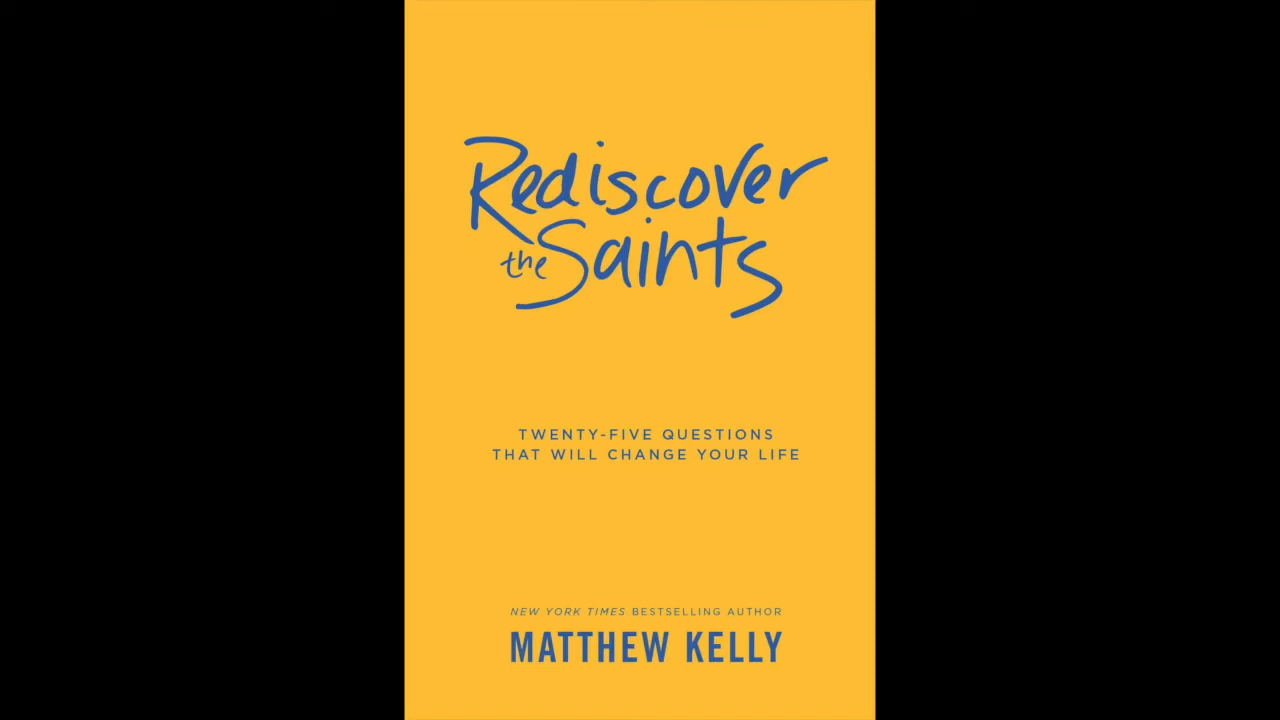 Rediscover
the Saints
TWENTY-FIVE QUESTIONS
THAT WILL CHANGE YOUR LIFE
NEW YORK TIMES BESTSELLING AUTHOR
MATTHEW KELLY